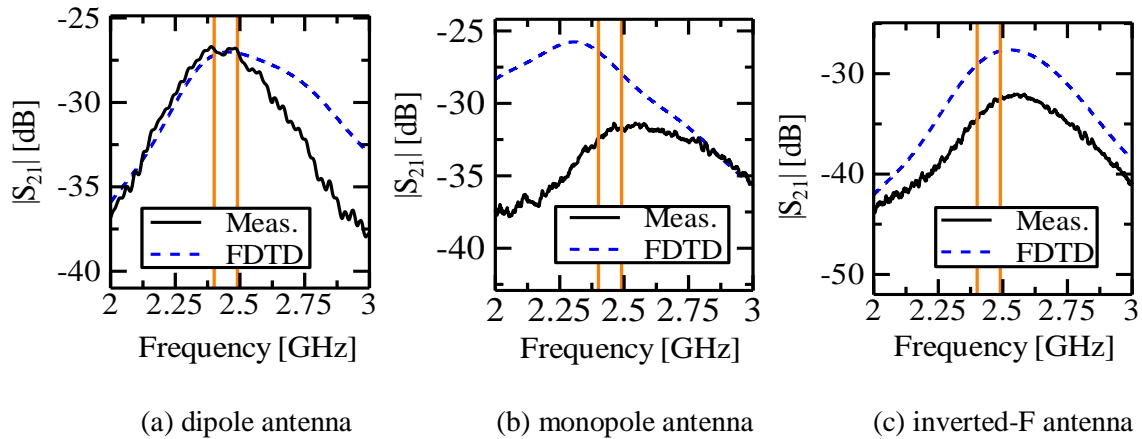 -25
-30
-35
-40
|S21| [dB]
Meas.
FDTD
2 2.25 2.5 2.75 3
Frequency [GHz]
(a) dipole antenna
-25
-30
-35
-40
|S21| [dB]
Meas.
FDTD
2 2.25 2.5 2.75 3
Frequency [GHz]
(b) monopole antenna
-30
-40
-50
|S21| [dB]
Meas.
FDTD
2 2.25 2.5 2.75 3
Frequency [GHz]
(c) inverted-F antenna